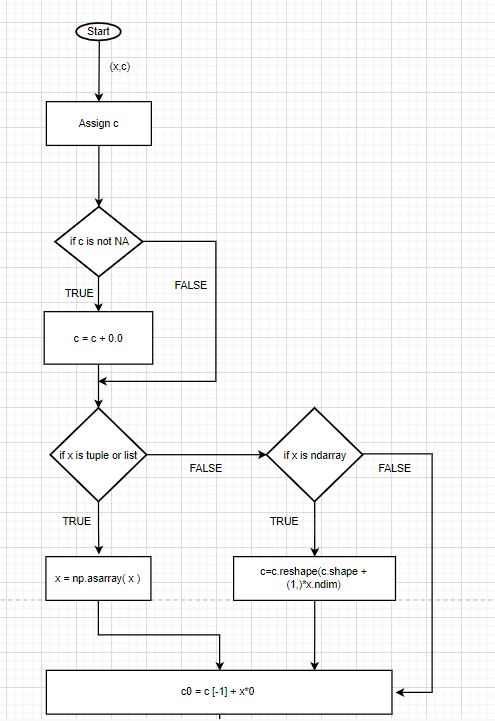 Start
(x,c)
Assign c
if c is not NA
TRUE
FALSE
c = c + 0.0
if x is tuple or list
FALSE
if x is ndarray
FALSE
TRUE
TRUE
x = np.asarray( x )
c=c.reshape(c.shape +
(1,)*x.ndim)
c0 = c [-1] + x*0